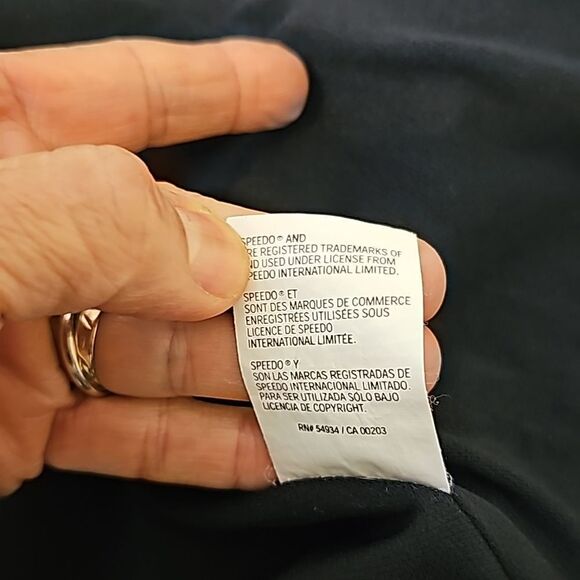 SPEEDO® AND
RE REGISTERED TRADEMARKS OF
ND USED UNDER LICENSE FROM
SPEEDO INTERNATIONAL LIMITED.
SPEEDO® ET
SONT DES MARQUES DE COMMERCE
ENREGISTRÉES UTILISÉES SOUS
LICENCE DE SPEEDO
INTERNATIONAL LIMITÉE.
SPEEDO® Y
SON LAS MARCAS REGISTRADAS DE
SPEEDO INTERNACIONAL LIMITADO.
PARA SER UTILIZADA SÓLO BAJO
LICENCIA DE COPYRIGHT.
RN# 54934 / CA 00203